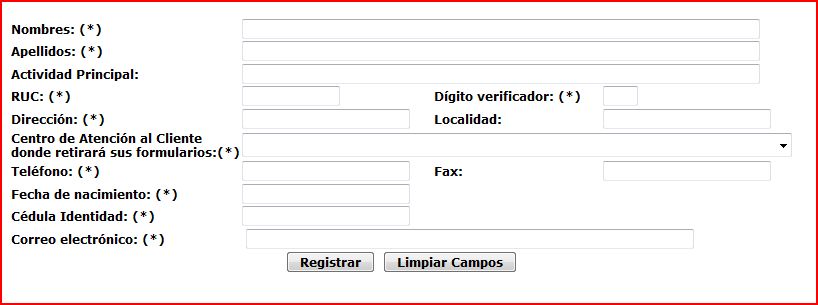 Nombres: (*)
Apellidos: (*)
Actividad Principal:
RUC: (*) Dígito verificador: (*)
Dirección: (*) Localidad:
Centro de Atención al Cliente
donde retirará sus formularios:(*)
Teléfono: (*) Fax:
Fecha de nacimiento: (*)
Cédula Identidad: (*)
Correo electrónico: (*)
Registrar Limpiar Campos